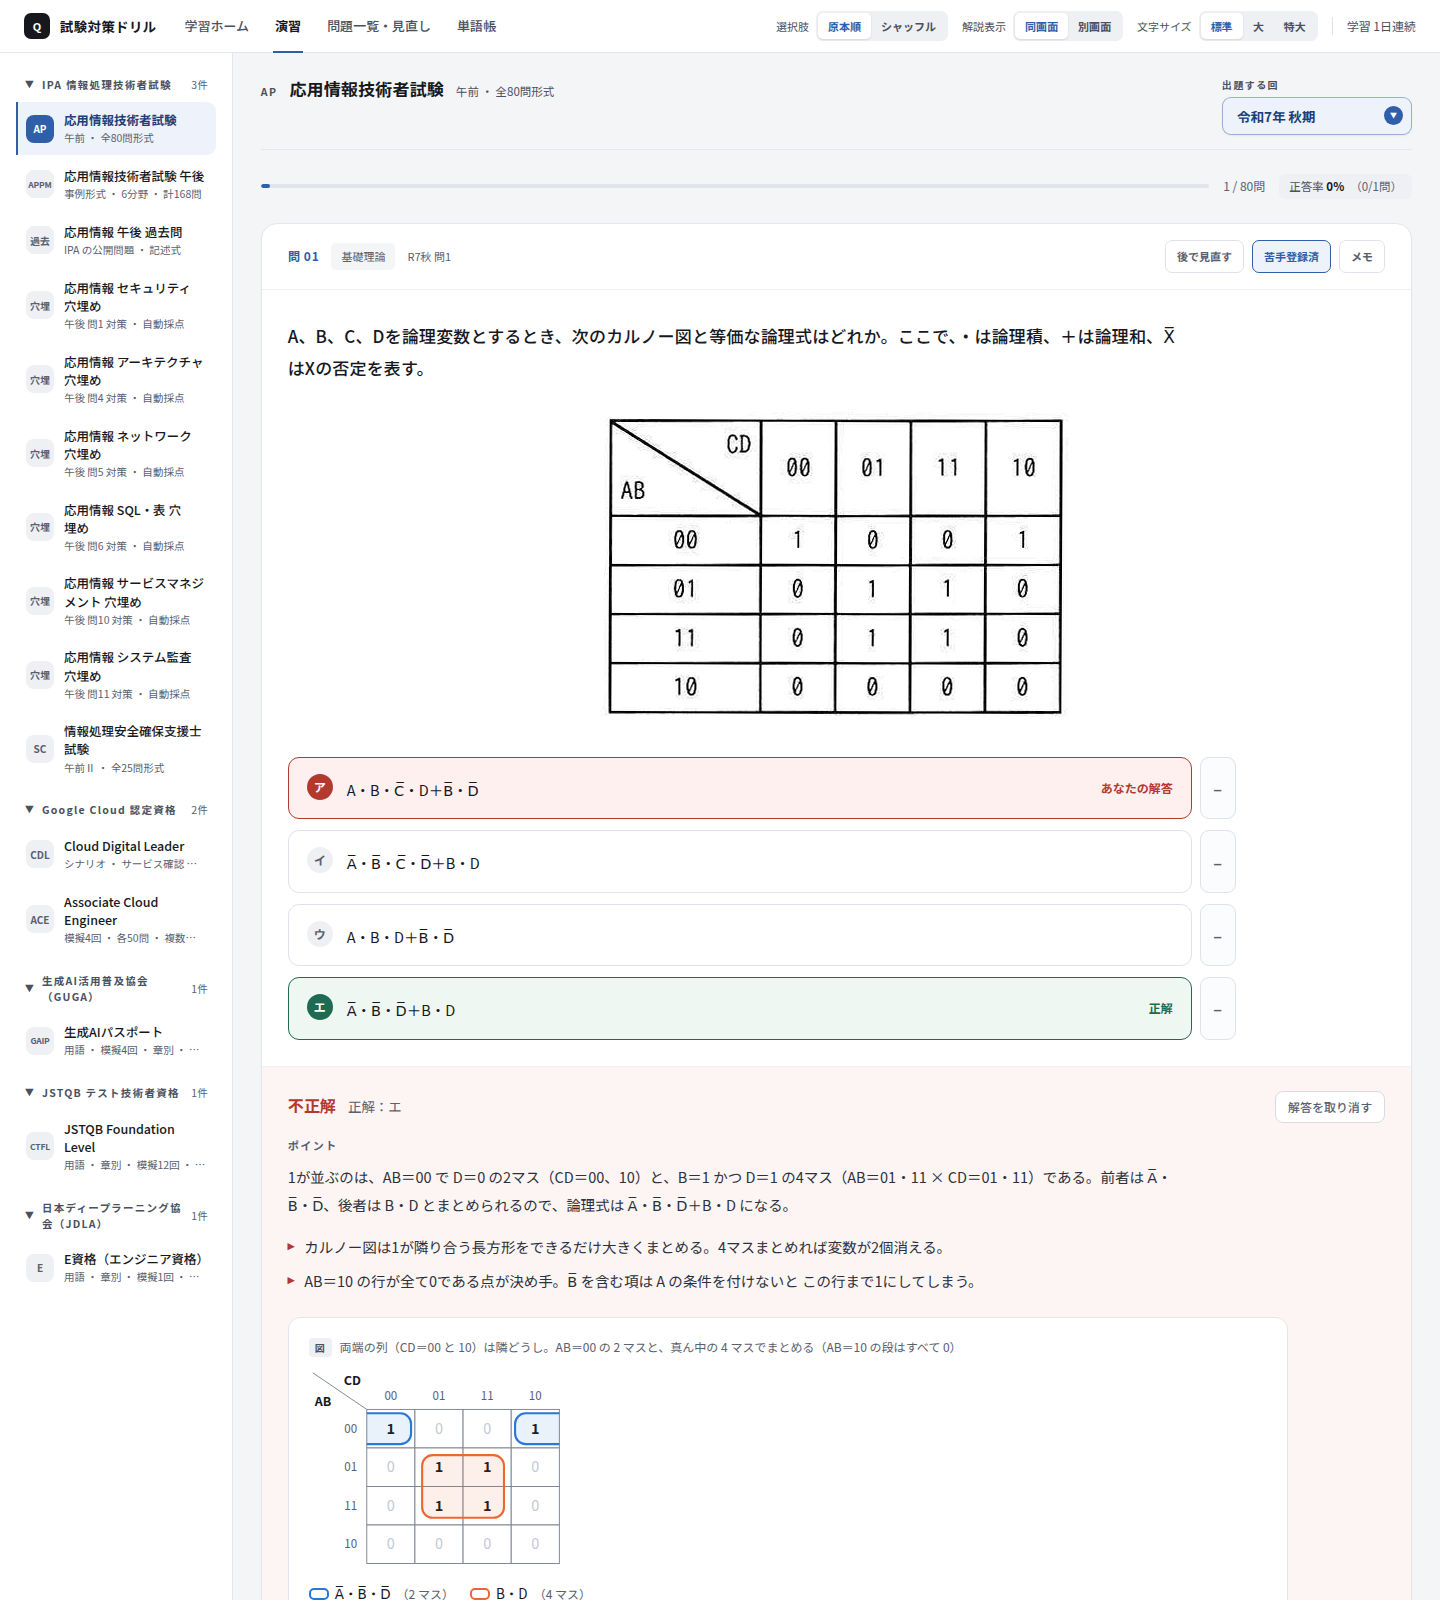 Q 試験対策ドリル 学習ホーム 演習 問題一覧・見直し 単語帳 選択肢 原本順 シャッフル 解説表示 同画面 別画面 文字サイズ 標準 大 特大 学習 1日連続
▼ IPA 情報処理技術者試験 3件
AP 応用情報技術者試験
午前 ・ 全80問形式
APPM 応用情報技術者試験 午後
事例形式 ・ 6分野 ・ 計168問
過去 応用情報 午後 過去問
IPA の公開問題 ・ 記述式
穴埋 応用情報 セキュリティ
穴埋め
午後 問1 対策 ・ 自動採点
穴埋 応用情報 アーキテクチャ
穴埋め
午後 問4 対策 ・ 自動採点
穴埋 応用情報 ネットワーク
穴埋め
午後 問5 対策 ・ 自動採点
穴埋 応用情報 SQL・表 穴
埋め
午後 問6 対策 ・ 自動採点
穴埋 応用情報 サービスマネジ
メント 穴埋め
午後 問10 対策 ・ 自動採点
穴埋 応用情報 システム監査
穴埋め
午後 問11 対策 ・ 自動採点
SC 情報処理安全確保支援士
試験
午前Ⅱ ・ 全25問形式
▼ Google Cloud 認定資格 2件
CDL Cloud Digital Leader
シナリオ ・ サービス確認 …
ACE Associate Cloud
Engineer
模擬4回 ・ 各50問 ・ 複数…
▼ 生成AI活用普及協会
（GUGA） 1件
GAIP 生成AIパスポート
用語 ・ 模擬4回 ・ 章別 ・ …
▼ JSTQB テスト技術者資格 1件
CTFL JSTQB Foundation
Level
用語 ・ 章別 ・ 模擬12回 ・ …
▼ 日本ディープラーニング協
会（JDLA） 1件
E E資格（エンジニア資格）
用語 ・ 章別 ・ 模擬1回 ・ …
AP 応用情報技術者試験 午前 ・ 全80問形式
出題する回
令和7年 秋期 ▼
1 / 80問 正答率 0% （0/1問）
問 01 基礎理論 R7秋 問1 後で見直す 苦手登録済 メモ
A、B、C、Dを論理変数とするとき、次のカルノー図と等価な論理式はどれか。ここで、・は論理積、＋は論理和、X̅
はXの否定を表す。
CD
AB 00 01 11 10
00 1 0 0 1
01 0 1 1 0
11 0 1 1 0
10 0 0 0 0
ア A・B・C̅・D＋B̅・D̅ あなたの解答 –
イ A̅・B̅・C̅・D̅＋B・D –
ウ A・B・D＋B̅・D̅ –
エ A̅・B̅・D̅＋B・D 正解 –
不正解 正解：エ 解答を取り消す
ポイント
1が並ぶのは、AB＝00 で D＝0 の2マス（CD＝00、10）と、B＝1 かつ D＝1 の4マス（AB＝01・11 × CD＝01・11）である。前者は A̅・
B̅・D̅、後者は B・D とまとめられるので、論理式は A̅・B̅・D̅＋B・D になる。
▶ カルノー図は1が隣り合う長方形をできるだけ大きくまとめる。4マスまとめれば変数が2個消える。
▶ AB＝10 の行が全て0である点が決め手。B̅ を含む項は A の条件を付けないと この行まで1にしてしまう。
図 両端の列（CD＝00 と 10）は隣どうし。AB＝00 の 2 マスと、真ん中の 4 マスでまとめる（AB＝10 の段はすべて 0）
CD
AB 00 01 11 10
00 1 0 0 1
01 0 1 1 0
11 0 1 1 0
10 0 0 0 0
A̅・B̅・D̅ （2 マス） B・D （4 マス）